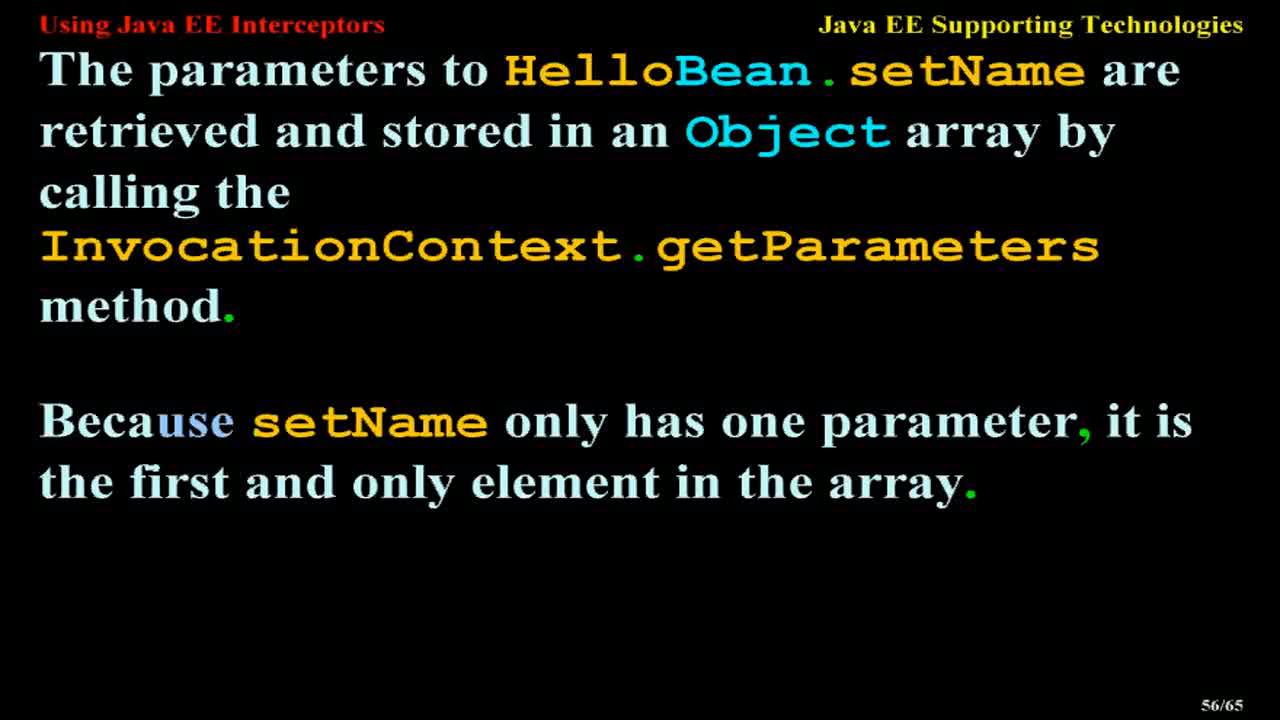 Using Java EE Interceptors
Java EE Supporting Technologies
The parameters to HelloBean.setName are
retrieved and stored in an Object array by
calling the
InvocationContext.getParameters
method.
Because setName only has one parameter, it is
the first and only element in the array.
56/65